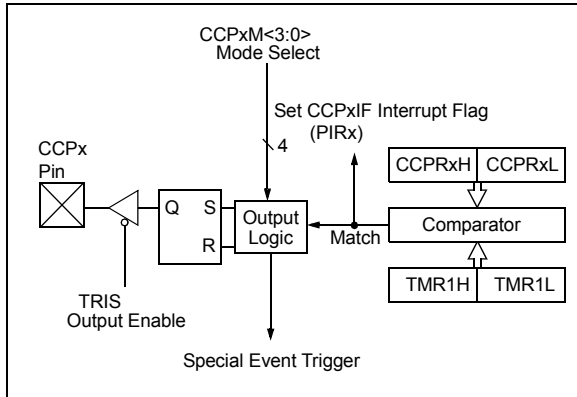 CCPxM<3:0>
Mode Select
Set CCPxIF Interrupt Flag
(PIRx)
4
CCPx
Pin
CCPRxH CCPRxL
Q S
R
Output
Logic
Match
Comparator
TMR1H TMR1L
TRIS
Output Enable
Special Event Trigger